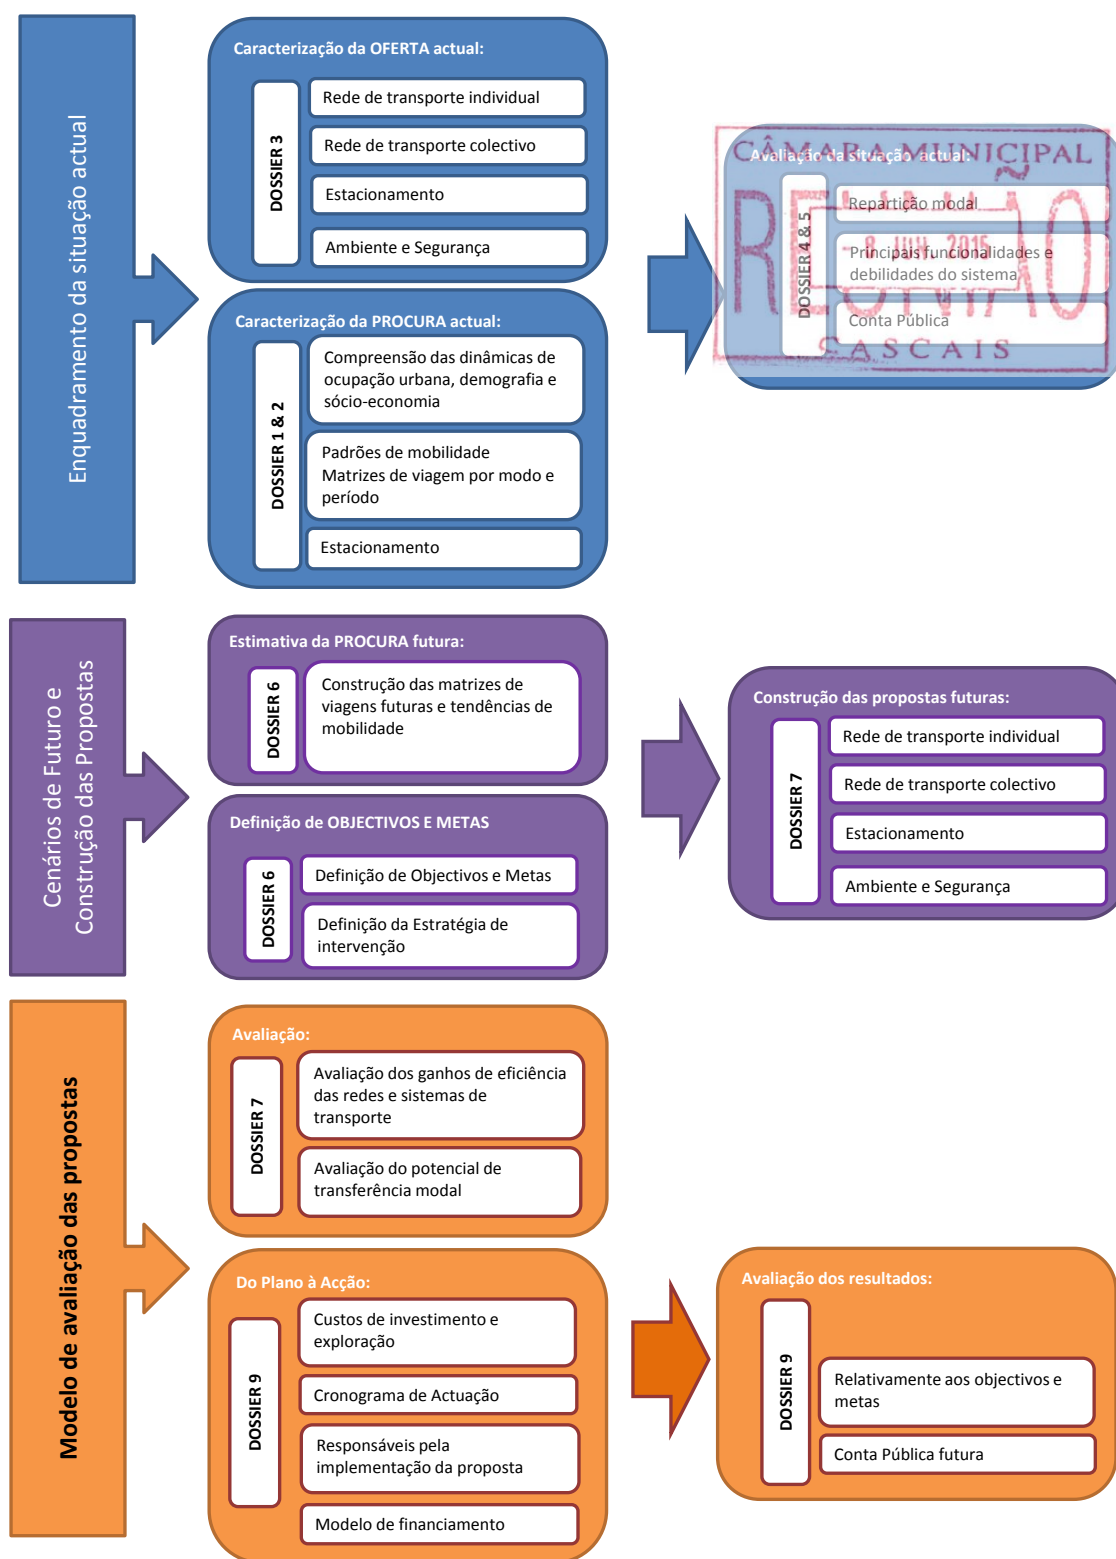 Enquadramento da situação actual
Caracterização da OFERTA actual:
DOSSIER 3
Rede de transporte individual
Rede de transporte colectivo
Estacionamento
Ambiente e Segurança
Caracterização da PROCURA actual:
DOSSIER 1 & 2
Compreensão das dinâmicas de
ocupação urbana, demografia e
sócio-economia
Padrões de mobilidade
Matrizes de viagem por modo e
período
Estacionamento
Avaliação da situação actual:
DOSSIER 4 & 5
Repartição modal
Principais funcionalidades e
debilidades do sistema
Conta Pública
CÂMARA MUNICIPAL
REUNIÃO
- 8 JUN. 2015
CASCAIS
Cenários de Futuro e
Construção das Propostas
Estimativa da PROCURA futura:
DOSSIER 6
Construção das matrizes de
viagens futuras e tendências de
mobilidade
Definição de OBJECTIVOS E METAS
DOSSIER 6
Definição de Objectivos e Metas
Definição da Estratégia de
intervenção
Construção das propostas futuras:
DOSSIER 7
Rede de transporte individual
Rede de transporte colectivo
Estacionamento
Ambiente e Segurança
Modelo de avaliação das propostas
Avaliação:
DOSSIER 7
Avaliação dos ganhos de eficiência
das redes e sistemas de
transporte
Avaliação do potencial de
transferência modal
Do Plano à Acção:
DOSSIER 9
Custos de investimento e
exploração
Cronograma de Actuação
Responsáveis pela
implementação da proposta
Modelo de financiamento
Avaliação dos resultados:
DOSSIER 9
Relativamente aos objectivos e
metas
Conta Pública futura